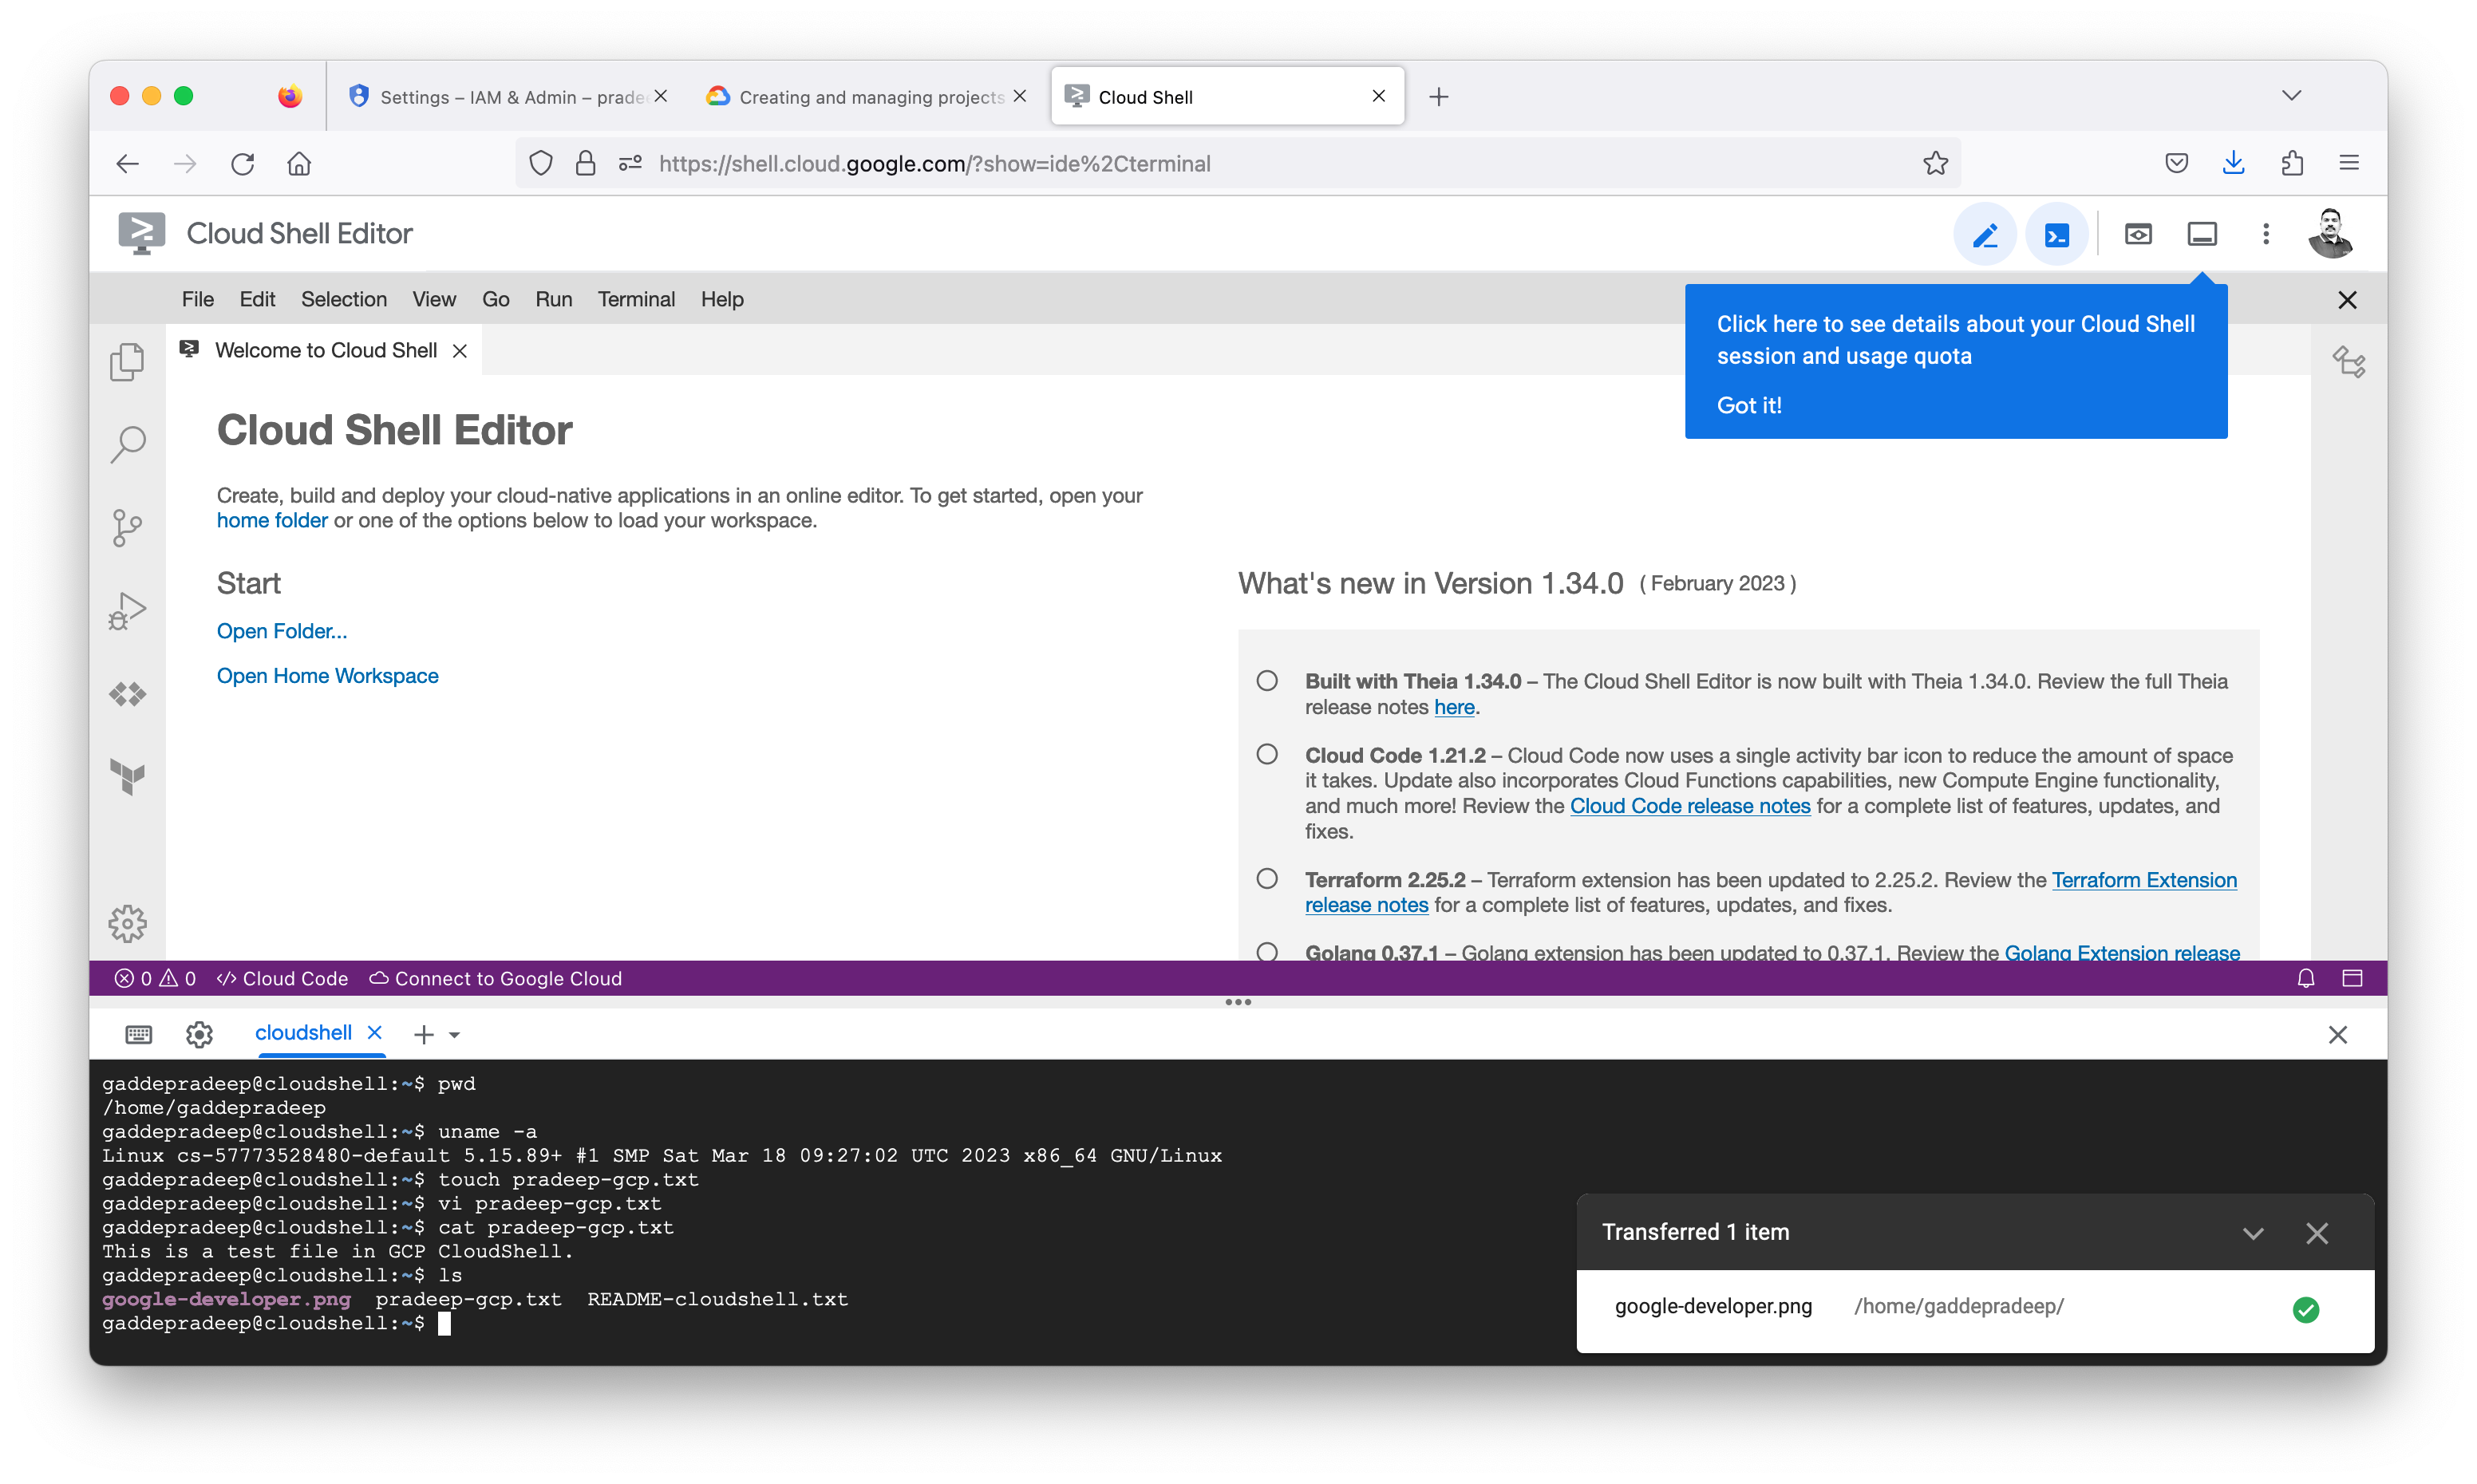 Settings – IAM & Admin – prade
Creating and managing projects
Cloud Shell
https://shell.cloud.google.com/?show=ide%2Cterminal
Cloud Shell Editor
File Edit Selection View Go Run Terminal Help
Click here to see details about your Cloud Shell
session and usage quota
Got it!
Welcome to Cloud Shell
Cloud Shell Editor
Create, build and deploy your cloud-native applications in an online editor. To get started, open your
home folder or one of the options below to load your workspace.
Start
Open Folder...
Open Home Workspace
What's new in Version 1.34.0 ( February 2023 )
Built with Theia 1.34.0 – The Cloud Shell Editor is now built with Theia 1.34.0. Review the full Theia
release notes here.
Cloud Code 1.21.2 – Cloud Code now uses a single activity bar icon to reduce the amount of space
it takes. Update also incorporates Cloud Functions capabilities, new Compute Engine functionality,
and much more! Review the Cloud Code release notes for a complete list of features, updates, and
fixes.
Terraform 2.25.2 – Terraform extension has been updated to 2.25.2. Review the Terraform Extension
release notes for a complete list of features, updates, and fixes.
Golang 0.37.1 – Golang extension has been updated to 0.37.1. Review the Golang Extension release
0 0 </> Cloud Code Connect to Google Cloud
cloudshell
gaddepradeep@cloudshell:~$ pwd
/home/gaddepradeep
gaddepradeep@cloudshell:~$ uname -a
Linux cs-57773528480-default 5.15.89+ #1 SMP Sat Mar 18 09:27:02 UTC 2023 x86_64 GNU/Linux
gaddepradeep@cloudshell:~$ touch pradeep-gcp.txt
gaddepradeep@cloudshell:~$ vi pradeep-gcp.txt
gaddepradeep@cloudshell:~$ cat pradeep-gcp.txt
This is a test file in GCP CloudShell.
gaddepradeep@cloudshell:~$ ls
google-developer.png pradeep-gcp.txt README-cloudshell.txt
gaddepradeep@cloudshell:~$
Transferred 1 item
google-developer.png /home/gaddepradeep/